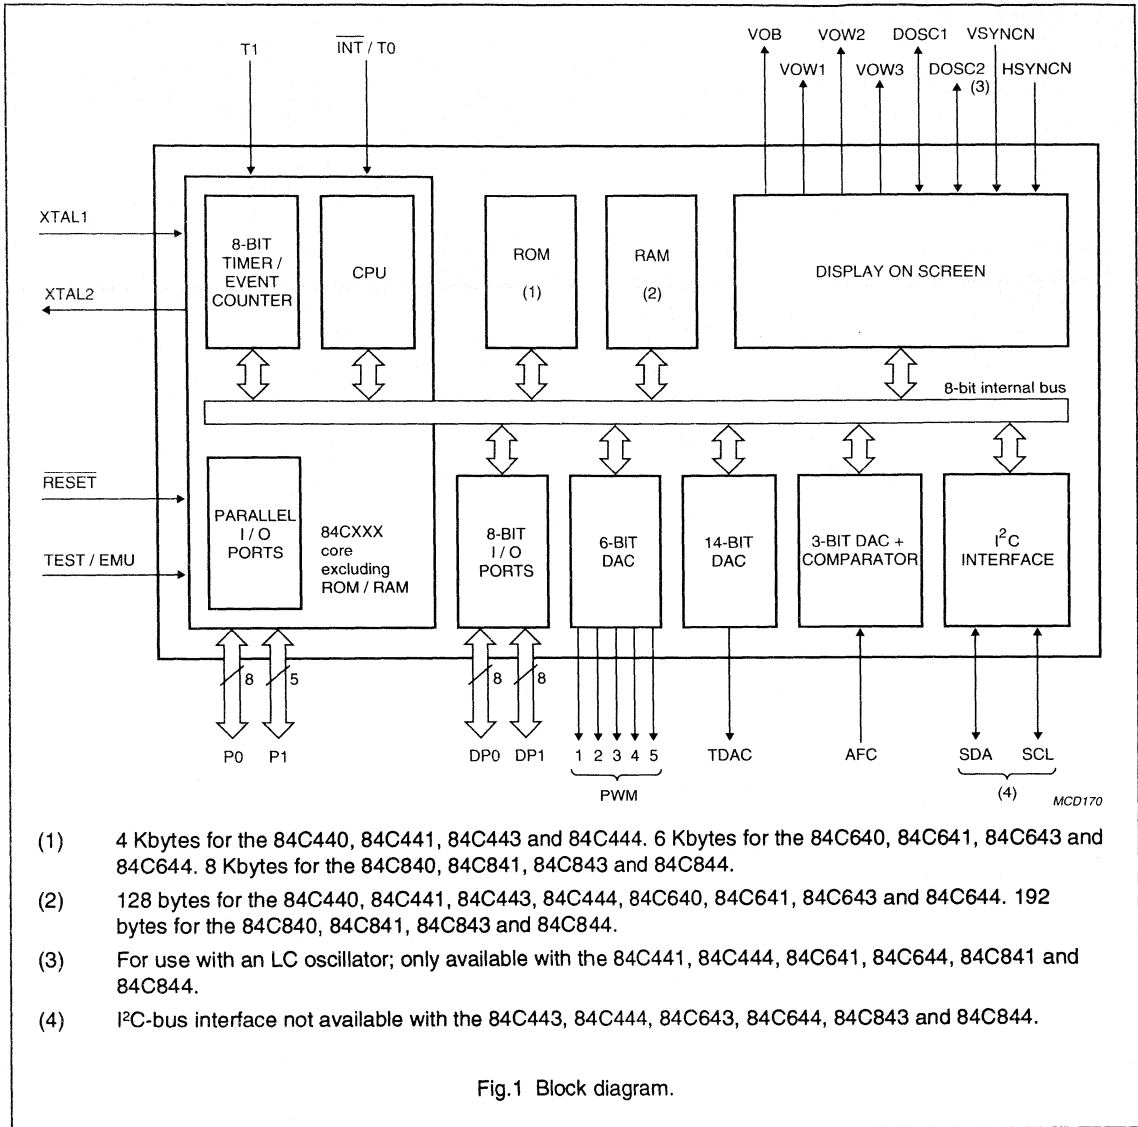 VOB VOW2 DOSC1 VSYNCN
T1 INT / T0
VOW1 VOW3 DOSC2 HSYNCN
(3)
XTAL1
8-BIT
TIMER /
EVENT
COUNTER
CPU
ROM
(1)
RAM
(2)
DISPLAY ON SCREEN
XTAL2
8-bit internal bus
RESET
PARALLEL
I / O
PORTS
84CXXX
core
excluding
ROM / RAM
8-BIT
I / O
PORTS
6-BIT
DAC
14-BIT
DAC
3-BIT DAC +
COMPARATOR
I²C
INTERFACE
TEST / EMU
8 5 8 8
P0 P1 DP0 DP1 1 2 3 4 5 TDAC AFC SDA SCL
PWM (4)
MCD170
(1) 4 Kbytes for the 84C440, 84C441, 84C443 and 84C444. 6 Kbytes for the 84C640, 84C641, 84C643 and
84C644. 8 Kbytes for the 84C840, 84C841, 84C843 and 84C844.
(2) 128 bytes for the 84C440, 84C441, 84C443, 84C444, 84C640, 84C641, 84C643 and 84C644. 192
bytes for the 84C840, 84C841, 84C843 and 84C844.
(3) For use with an LC oscillator; only available with the 84C441, 84C444, 84C641, 84C644, 84C841 and
84C844.
(4) I²C-bus interface not available with the 84C443, 84C444, 84C643, 84C644, 84C843 and 84C844.
Fig.1 Block diagram.